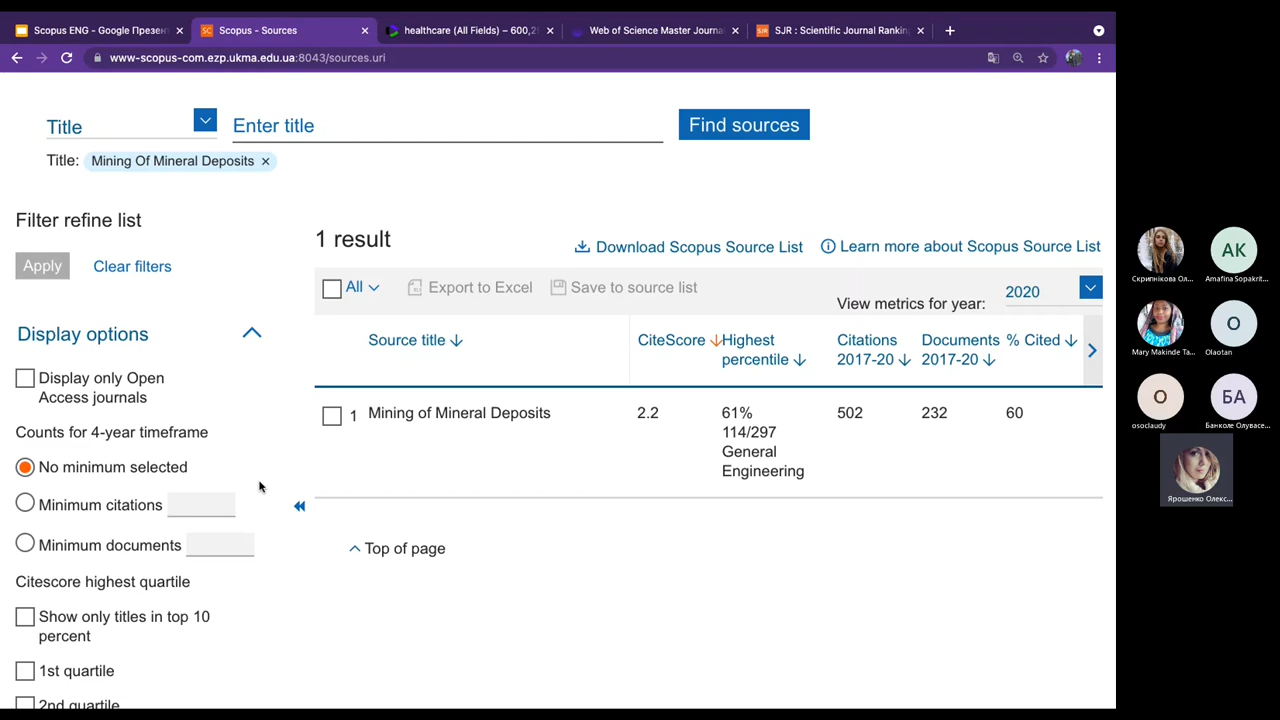 Scopus ENG - Google Презент
Scopus - Sources
healthcare (All Fields) – 600,2
Web of Science Master Journa
SJR : Scientific Journal Rankin
www-scopus-com.ezp.ukma.edu.ua:8043/sources.uri
Title
Enter title
Find sources
Title: Mining Of Mineral Deposits ×
Filter refine list
Apply
Clear filters
Display options
Display only Open
Access journals
Counts for 4-year timeframe
No minimum selected
Minimum citations
Minimum documents
Citescore highest quartile
Show only titles in top 10
percent
1st quartile
2nd quartile
1 result
Download Scopus Source List
Learn more about Scopus Source List
All
Export to Excel
Save to source list
View metrics for year:
2020
Source title
CiteScore
Highest
percentile
Citations
2017-20
Documents
2017-20
% Cited
1
Mining of Mineral Deposits
2.2
61%
114/297
General
Engineering
502
232
60
Top of page
Скрипнікова Ол...
АК
Amafina Sopakrit...
Mary Makinde Ta...
O
Olaotan
O
osoclaudy
БА
Банколе Олувасе...
Ярошенко Олекс...